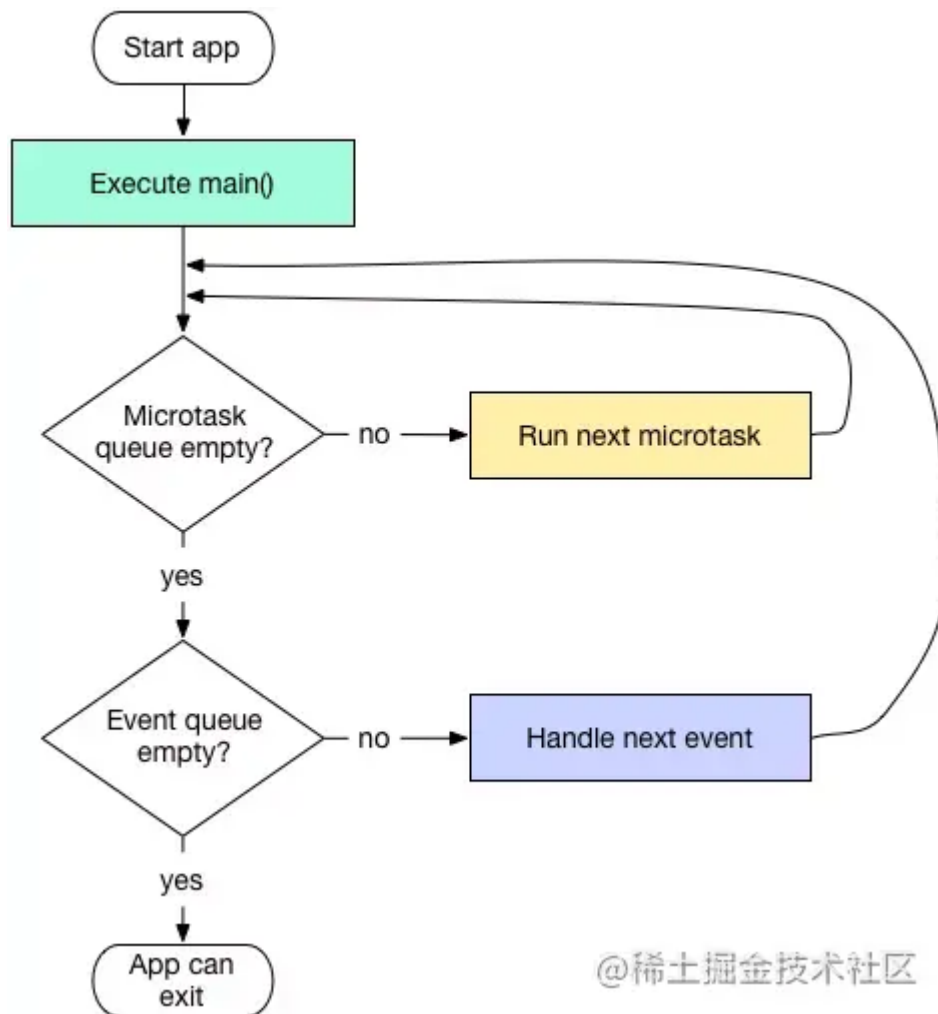 Start app
Execute main()
Microtask
queue empty?
no
Run next microtask
yes
Event queue
empty?
no
Handle next event
yes
App can
exit
@稀土掘金技术社区